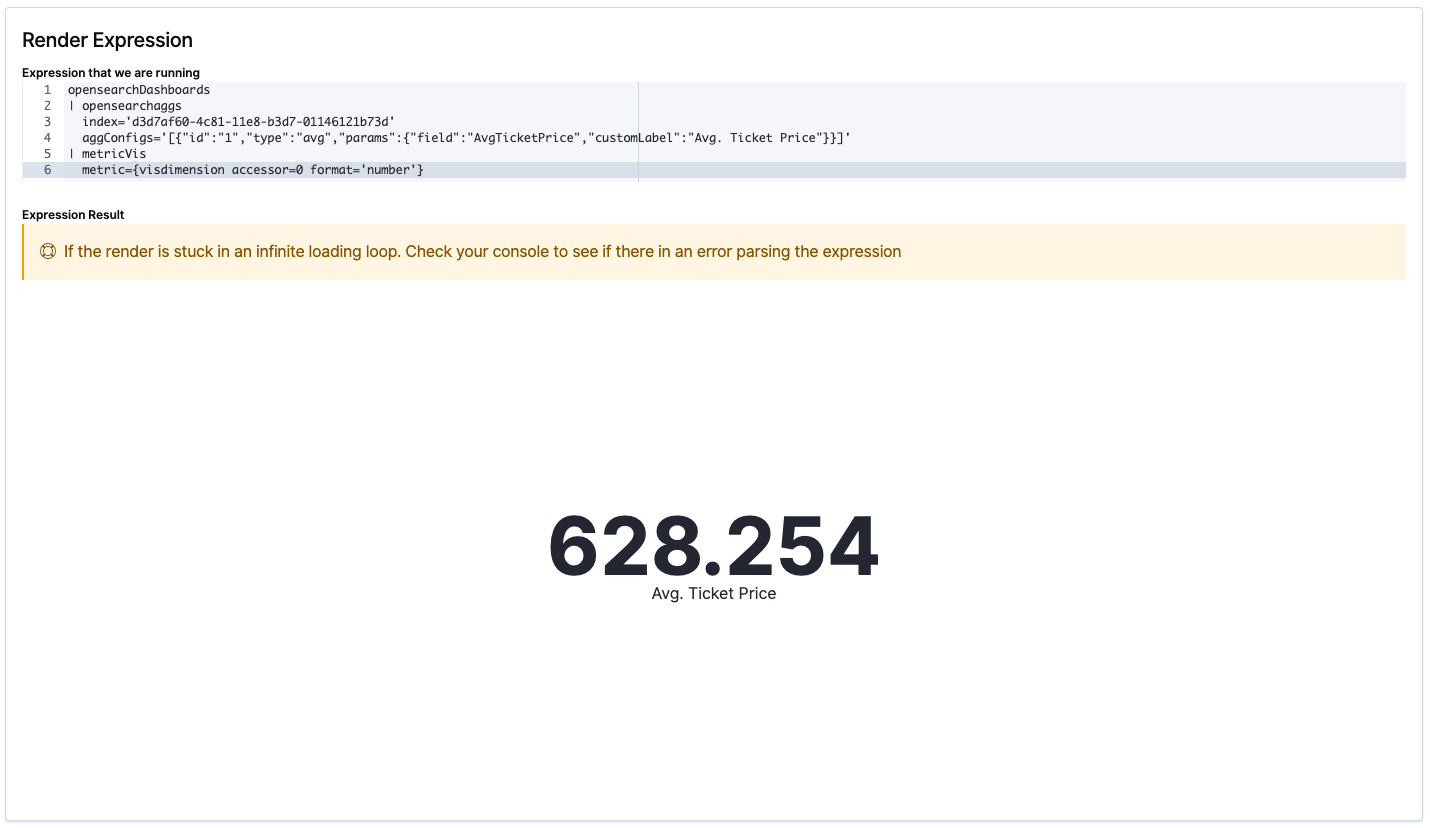 Render Expression
Expression that we are running
1 opensearchDashboards
2 | opensearchaggs
3 index='d3d7af60-4c81-11e8-b3d7-01146121b73d'
4 aggConfigs='[{"id":"1","type":"avg","params":{"field":"AvgTicketPrice","customLabel":"Avg. Ticket Price"}}]'
5 | metricVis
6 metric={visdimension accessor=0 format='number'}
Expression Result
If the render is stuck in an infinite loading loop. Check your console to see if there in an error parsing the expression
628.254
Avg. Ticket Price